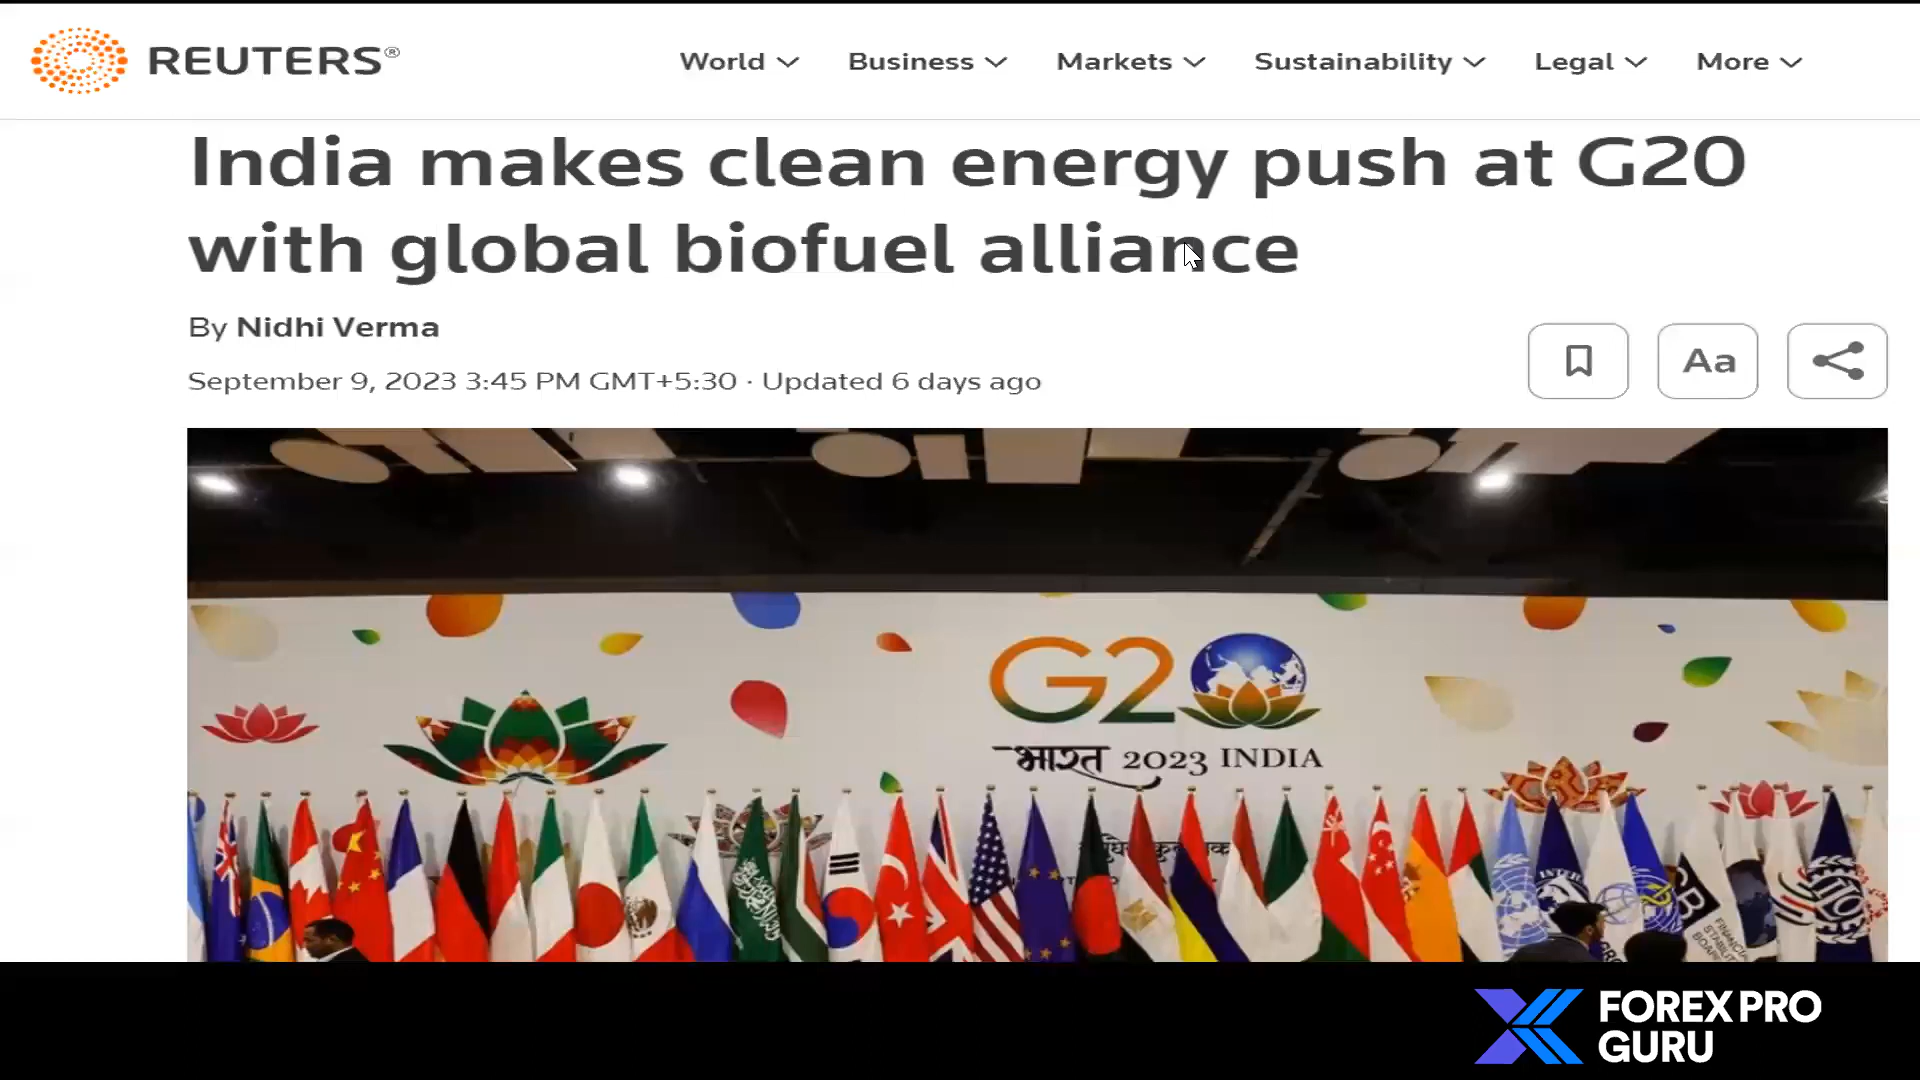 REUTERS®
World
Business
Markets
Sustainability
Legal
More
India makes clean energy push at G20
with global biofuel alliance
By Nidhi Verma
September 9, 2023 3:45 PM GMT+5:30 · Updated 6 days ago
Aa
G20
भारत 2023 INDIA
FOREX PRO
GURU